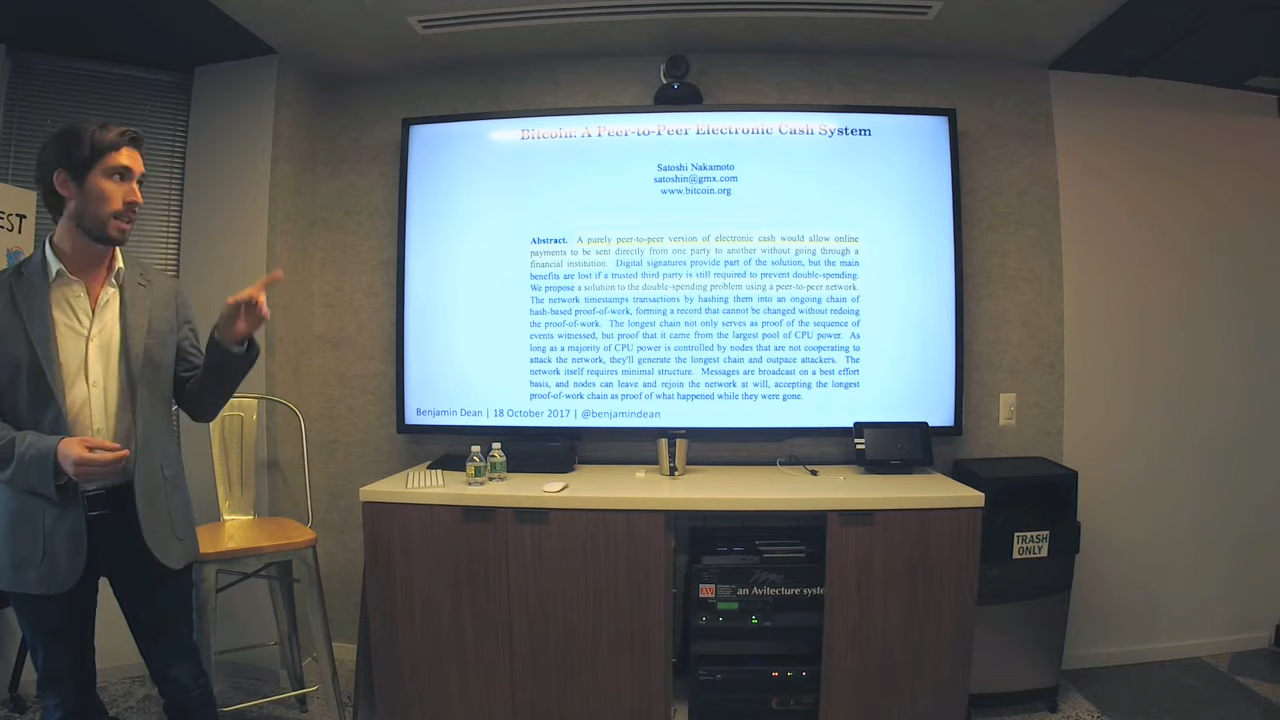 EST
Bitcoin: A Peer-to-Peer Electronic Cash System
Satoshi Nakamoto
satoshin@gmx.com
www.bitcoin.org
Abstract. A purely peer-to-peer version of electronic cash would allow online
payments to be sent directly from one party to another without going through a
financial institution. Digital signatures provide part of the solution, but the main
benefits are lost if a trusted third party is still required to prevent double-spending.
We propose a solution to the double-spending problem using a peer-to-peer network.
The network timestamps transactions by hashing them into an ongoing chain of
hash-based proof-of-work, forming a record that cannot be changed without redoing
the proof-of-work. The longest chain not only serves as proof of the sequence of
events witnessed, but proof that it came from the largest pool of CPU power. As
long as a majority of CPU power is controlled by nodes that are not cooperating to
attack the network, they'll generate the longest chain and outpace attackers. The
network itself requires minimal structure. Messages are broadcast on a best effort
basis, and nodes can leave and rejoin the network at will, accepting the longest
proof-of-work chain as proof of what happened while they were gone.
Benjamin Dean | 18 October 2017 | @benjamindean
TRASH
ONLY
AV
an Avitecture syste